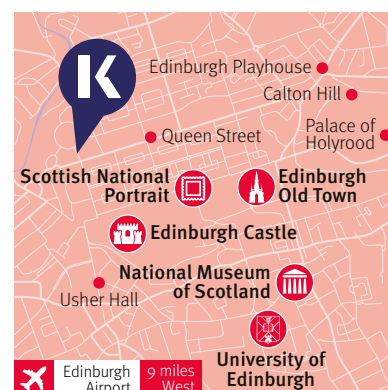 K
Edinburgh Playhouse
Calton Hill
Palace of
Holyrood
Queen Street
Scottish National
Portrait
Edinburgh
Old Town
Edinburgh Castle
National Museum
of Scotland
Usher Hall
University of
Edinburgh
Edinburgh
Airport
9 miles
West